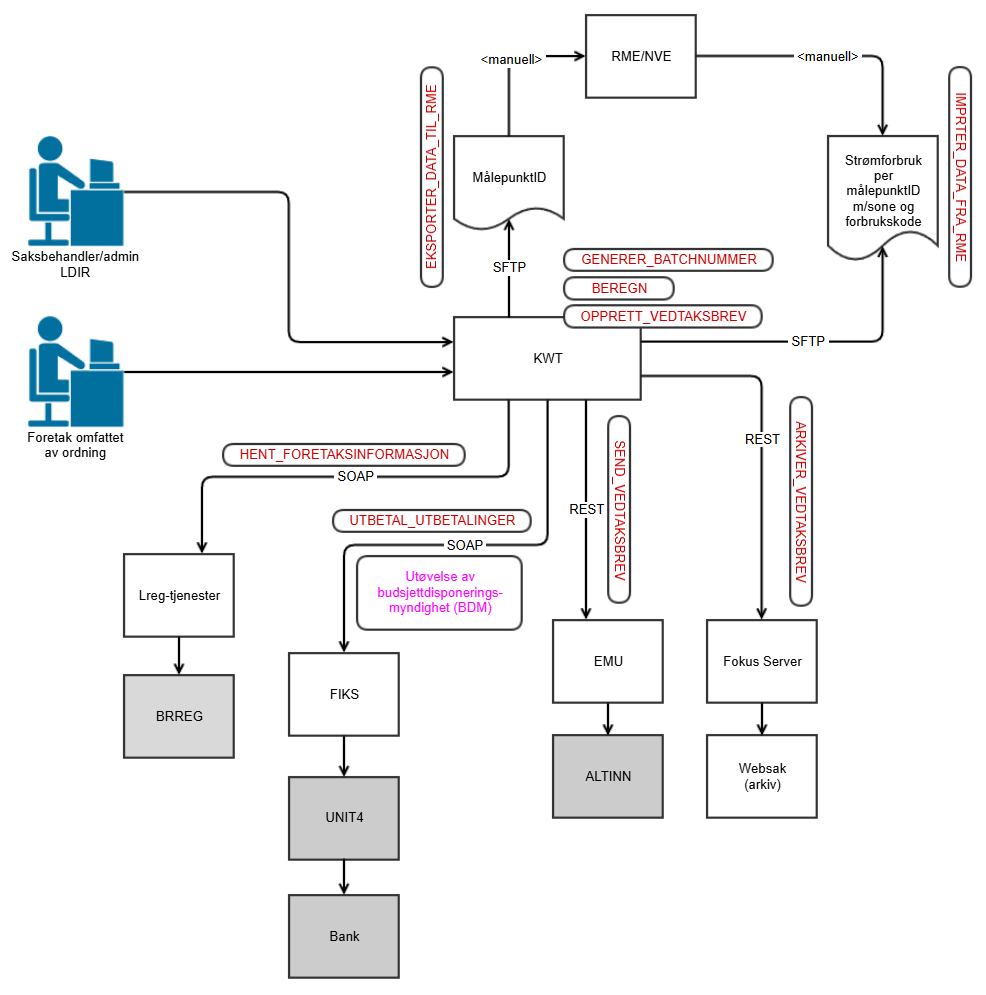 <manuell>
RME/NVE
<manuell>
EKSPORTER_DATA_TIL_RME
IMPRTER_DATA_FRA_RME
MålepunktID
Strømforbruk
per
målepunktID
m/sone og
forbrukskode
Saksbehandler/admin
LDIR
SFTP
GENERER_BATCHNUMMER
BEREGN
OPPRETT_VEDTAKSBREV
KWT
SFTP
Foretak omfattet
av ordning
HENT_FORETAKSINFORMASJON
SOAP
SEND_VEDTAKSBREV
REST
ARKIVER_VEDTAKSBREV
REST
UTBETAL_UTBETALINGER
SOAP
Utøvelse av
budsjettdisponerings-
myndighet (BDM)
Lreg-tjenester
EMU
Fokus Server
FIKS
BRREG
ALTINN
Websak
(arkiv)
UNIT4
Bank